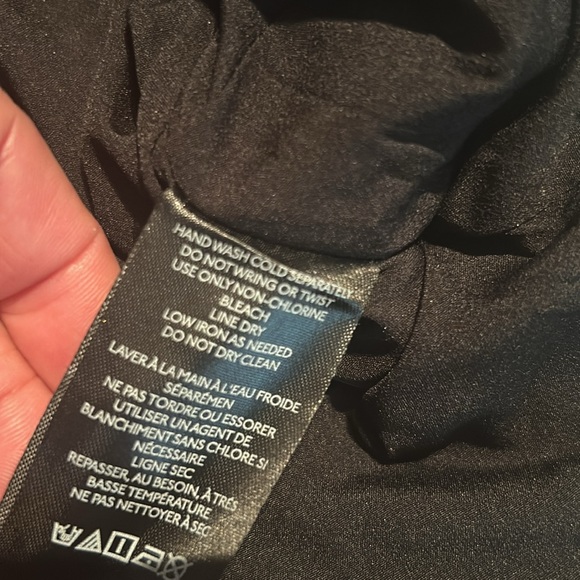 HAND WASH COLD SEPARATELY
DO NOT WRING OR TWIST
USE ONLY NON-CHLORINE
BLEACH
LINE DRY
LOW IRON AS NEEDED
DO NOT DRY CLEAN
LAVER À LA MAIN À L'EAU FROIDE
SÉPARÉMEN
NE PAS TORDRE OU ESSORER
UTILISER UN AGENT DE
BLANCHIMENT SANS CHLORE SI
NÉCESSAIRE
LIGNE SEC
REPASSER, AU BESOIN, À TRÈS
BASSE TEMPÉRATURE
NE PAS NETTOYER À SEC